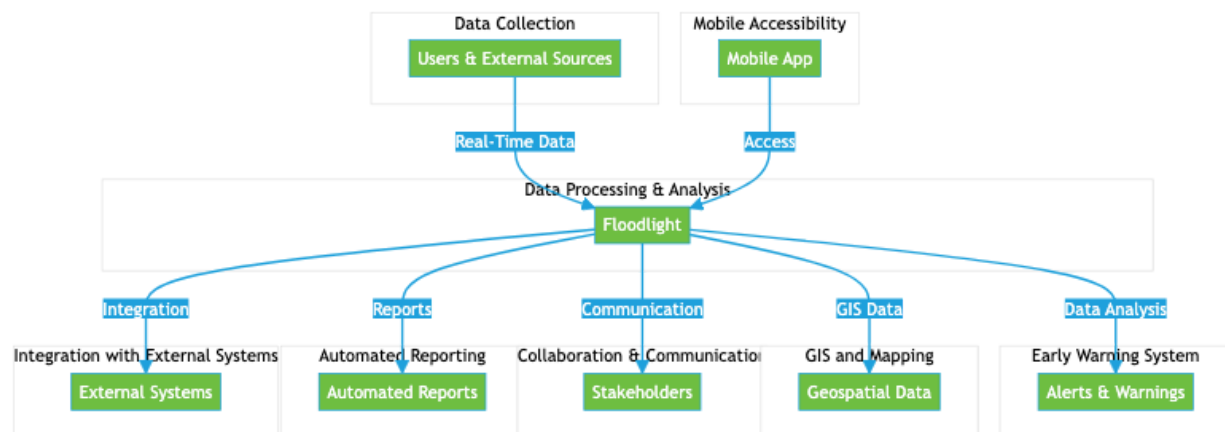 Data Collection
Mobile Accessibility
Users & External Sources
Mobile App
Real-Time Data
Access
Data Processing & Analysis
Floodlight
Integration
Reports
Communication
GIS Data
Data Analysis
Integration with External Systems
Automated Reporting
Collaboration & Communication
GIS and Mapping
Early Warning System
External Systems
Automated Reports
Stakeholders
Geospatial Data
Alerts & Warnings